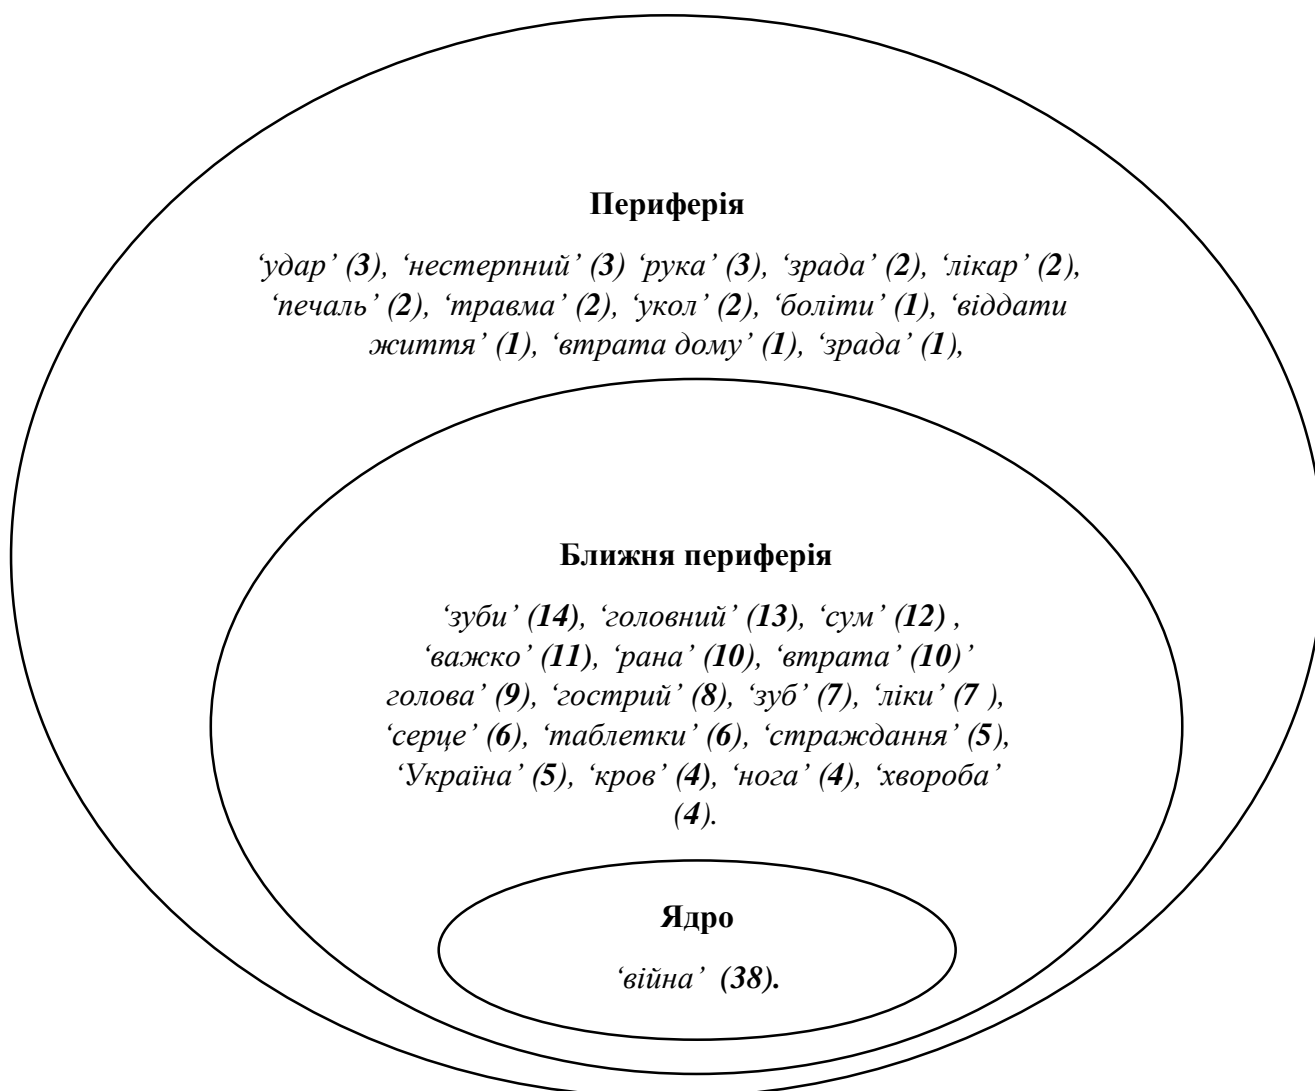 Периферія
‘удар’ (3), ‘нестерпний’ (3) ‘рука’ (3), ‘зрада’ (2), ‘лікар’ (2),
‘печаль’ (2), ‘травма’ (2), ‘укол’ (2), ‘боліти’ (1), ‘віддати
життя’ (1), ‘втрата дому’ (1), ‘зрада’ (1),
Ближня периферія
‘зуби’ (14), ‘головний’ (13), ‘сум’ (12) ,
‘важко’ (11), ‘рана’ (10), ‘втрата’ (10)’
голова’ (9), ‘гострий’ (8), ‘зуб’ (7), ‘ліки’ (7 ),
‘серце’ (6), ‘таблетки’ (6), ‘страждання’ (5),
‘Україна’ (5), ‘кров’ (4), ‘нога’ (4), ‘хвороба’
(4).
Ядро
‘війна’ (38).